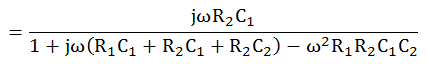 = jωR₂C₁ / 1 + jω(R₁C₁ + R₂C₁ + R₂C₂) − ω²R₁R₂C₁C₂